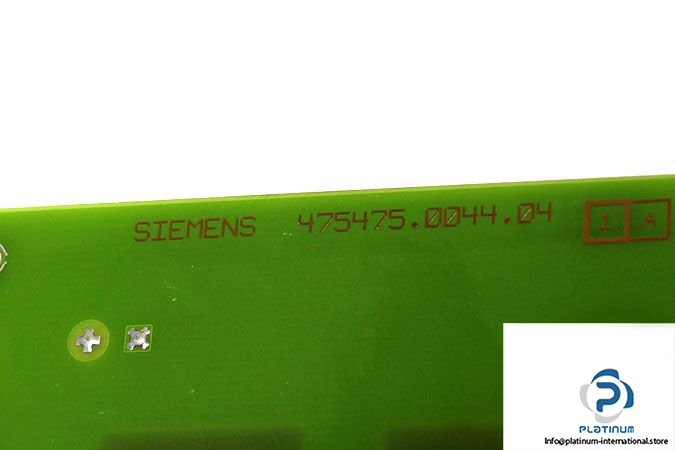 SIEMENS 475475.0044.04 1 A
PLATINUM
Info@platinum-international.store